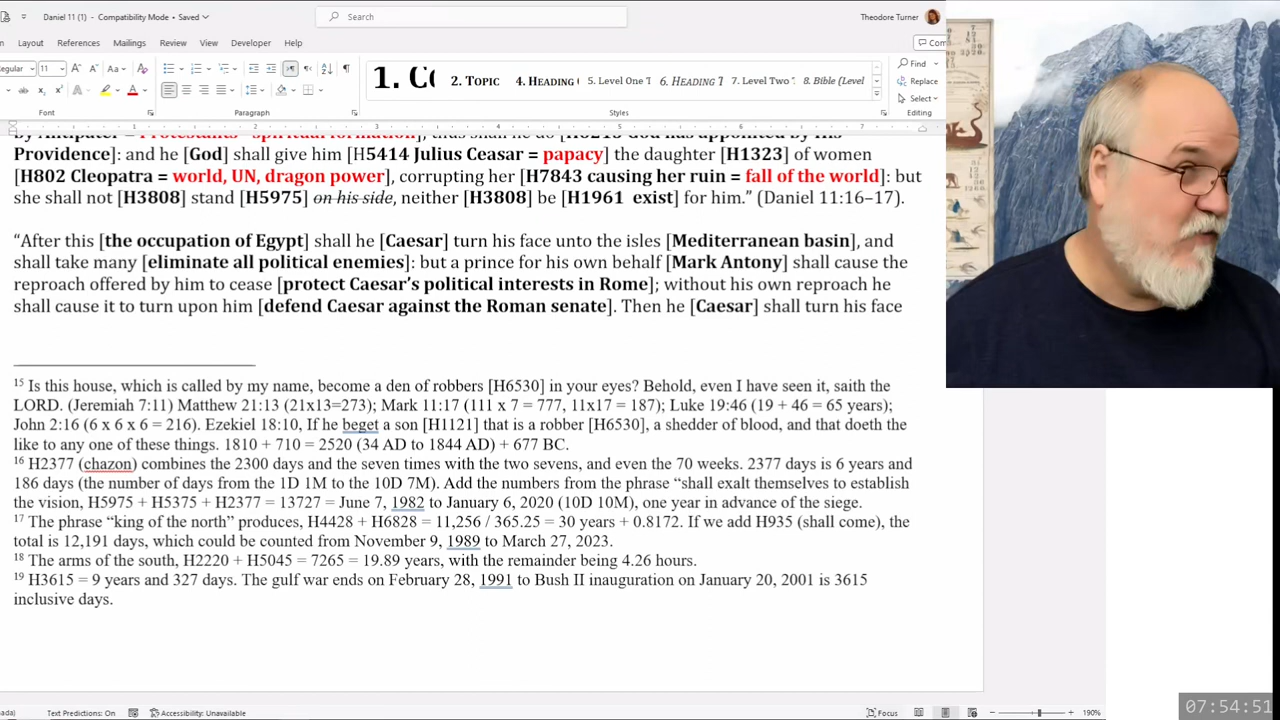 Daniel 11 (1) - Compatibility Mode • Saved
Search
Theodore Turner
Layout References Mailings Review View Developer Help
Regular 11 Aa
1. Co 2. TOPIC 4. HEADING 5. Level One 6. HEADING 7. Level Two 8. Bible (Level
Find
Replace
Select
Font Paragraph Styles Editing
Providence]: and he [God] shall give him [H5414 Julius Ceasar = papacy] the daughter [H1323] of women
[H802 Cleopatra = world, UN, dragon power], corrupting her [H7843 causing her ruin = fall of the world]: but
she shall not [H3808] stand [H5975] on his side, neither [H3808] be [H1961 exist] for him.” (Daniel 11:16–17).
“After this [the occupation of Egypt] shall he [Caesar] turn his face unto the isles [Mediterranean basin], and
shall take many [eliminate all political enemies]: but a prince for his own behalf [Mark Antony] shall cause the
reproach offered by him to cease [protect Caesar’s political interests in Rome]; without his own reproach he
shall cause it to turn upon him [defend Caesar against the Roman senate]. Then he [Caesar] shall turn his face
15 Is this house, which is called by my name, become a den of robbers [H6530] in your eyes? Behold, even I have seen it, saith the
LORD. (Jeremiah 7:11) Matthew 21:13 (21x13=273); Mark 11:17 (111 x 7 = 777, 11x17 = 187); Luke 19:46 (19 + 46 = 65 years);
John 2:16 (6 x 6 x 6 = 216). Ezekiel 18:10, If he beget a son [H1121] that is a robber [H6530], a shedder of blood, and that doeth the
like to any one of these things. 1810 + 710 = 2520 (34 AD to 1844 AD) + 677 BC.
16 H2377 (chazon) combines the 2300 days and the seven times with the two sevens, and even the 70 weeks. 2377 days is 6 years and
186 days (the number of days from the 1D 1M to the 10D 7M). Add the numbers from the phrase “shall exalt themselves to establish
the vision, H5975 + H5375 + H2377 = 13727 = June 7, 1982 to January 6, 2020 (10D 10M), one year in advance of the siege.
17 The phrase “king of the north” produces, H4428 + H6828 = 11,256 / 365.25 = 30 years + 0.8172. If we add H935 (shall come), the
total is 12,191 days, which could be counted from November 9, 1989 to March 27, 2023.
18 The arms of the south, H2220 + H5045 = 7265 = 19.89 years, with the remainder being 4.26 hours.
19 H3615 = 9 years and 327 days. The gulf war ends on February 28, 1991 to Bush II inauguration on January 20, 2001 is 3615
inclusive days.
Text Predictions: On Accessibility: Unavailable Focus 190%
07:54:51